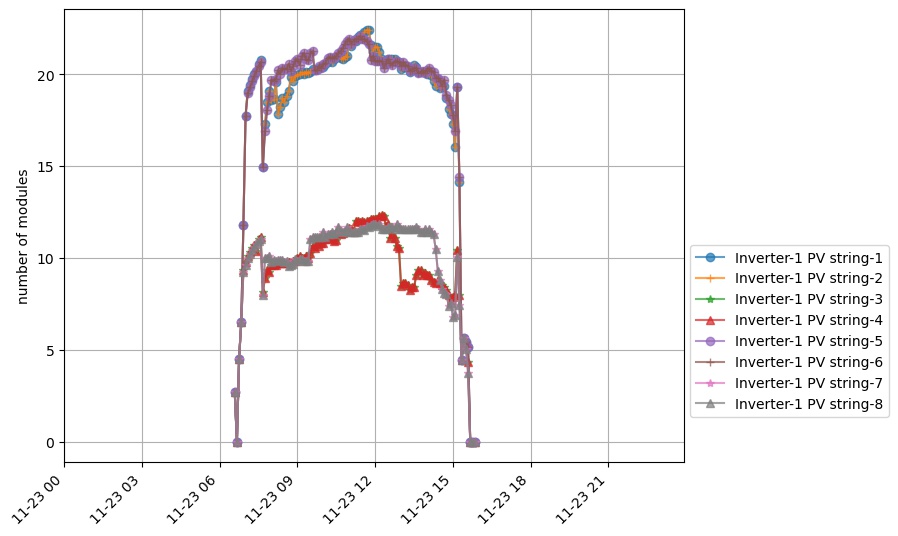 number of modules
20
15
10
5
0
11-23 00
11-23 03
11-23 06
11-23 09
11-23 12
11-23 15
11-23 18
11-23 21
Inverter-1 PV string-1
Inverter-1 PV string-2
Inverter-1 PV string-3
Inverter-1 PV string-4
Inverter-1 PV string-5
Inverter-1 PV string-6
Inverter-1 PV string-7
Inverter-1 PV string-8